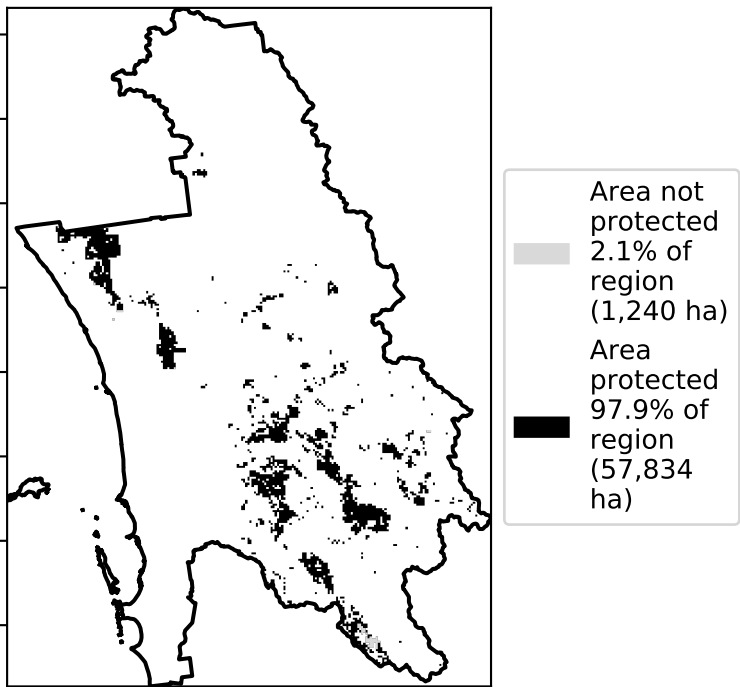 Area not
protected
2.1% of
region
(1,240 ha)
Area
protected
97.9% of
region
(57,834
ha)